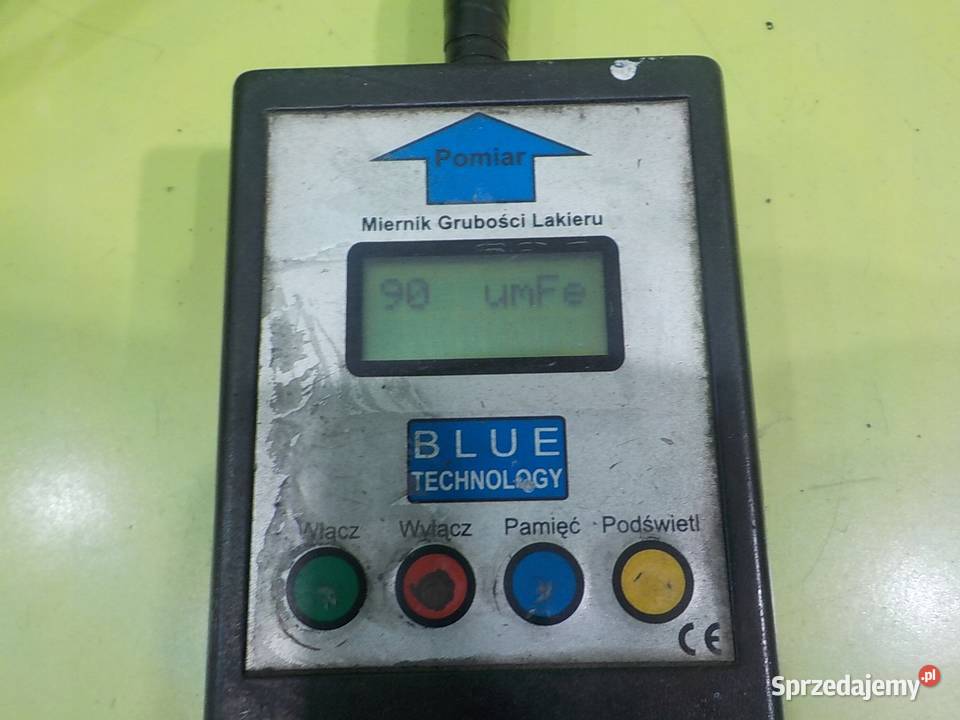 Pomiar
Miernik Grubości Lakieru
90 umFe
BLUE
TECHNOLOGY
Włącz Wyłącz Pamięć Podświetl
CE
Sprzedajemy.pl